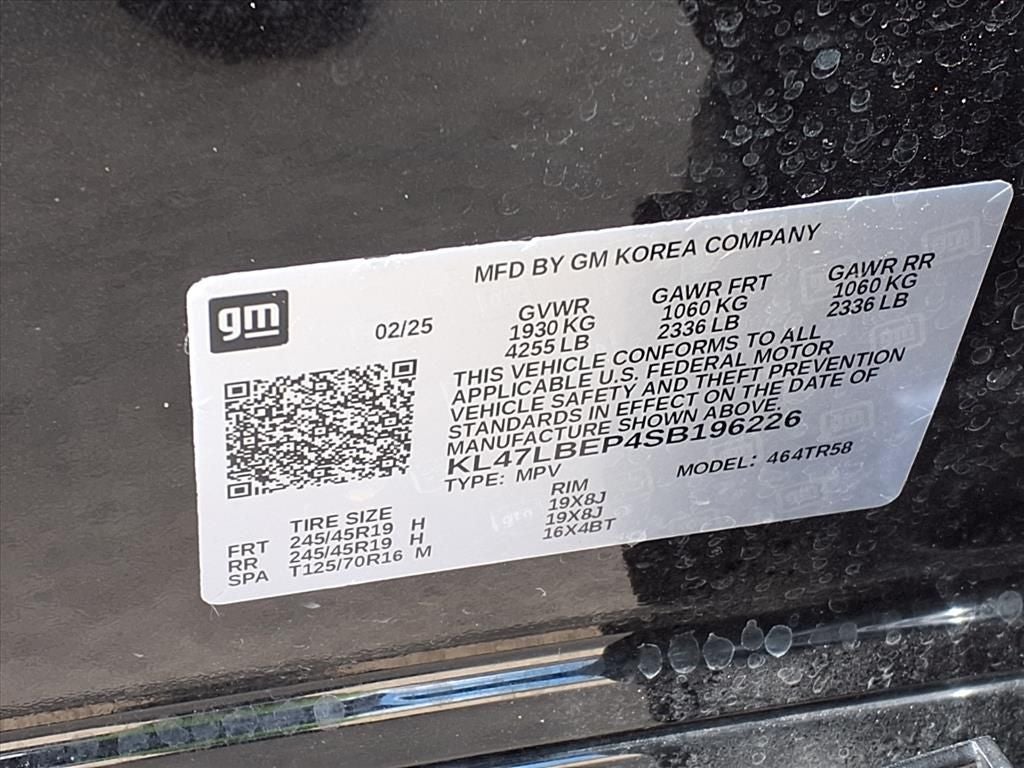 MFD BY GM KOREA COMPANY
gm
02/25
GVWR GAWR FRT GAWR RR
1930 KG 1060 KG 1060 KG
4255 LB 2336 LB 2336 LB
THIS VEHICLE CONFORMS TO ALL
APPLICABLE U.S. FEDERAL MOTOR
VEHICLE SAFETY AND THEFT PREVENTION
STANDARDS IN EFFECT ON THE DATE OF
MANUFACTURE SHOWN ABOVE.
KL47LBEP4SB196226
TYPE: MPV MODEL: 464TR58
TIRE SIZE RIM
FRT 245/45R19 H 19X8J
RR 245/45R19 H 19X8J
SPA T125/70R16 M 16X4BT